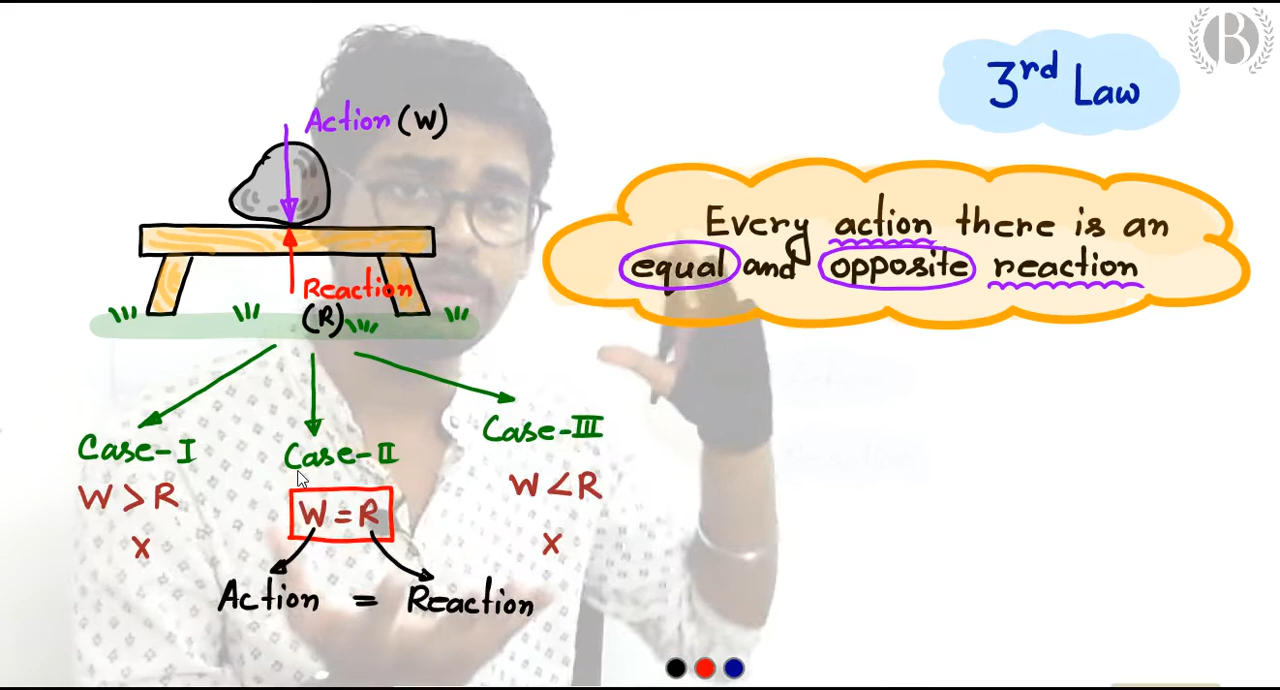 B
3rd Law
Action (W)
Every action there is an
equal and opposite reaction
Reaction
(R)
Case-I
Case-II
Case-III
W > R
W = R
W < R
x
x
Action = Reaction